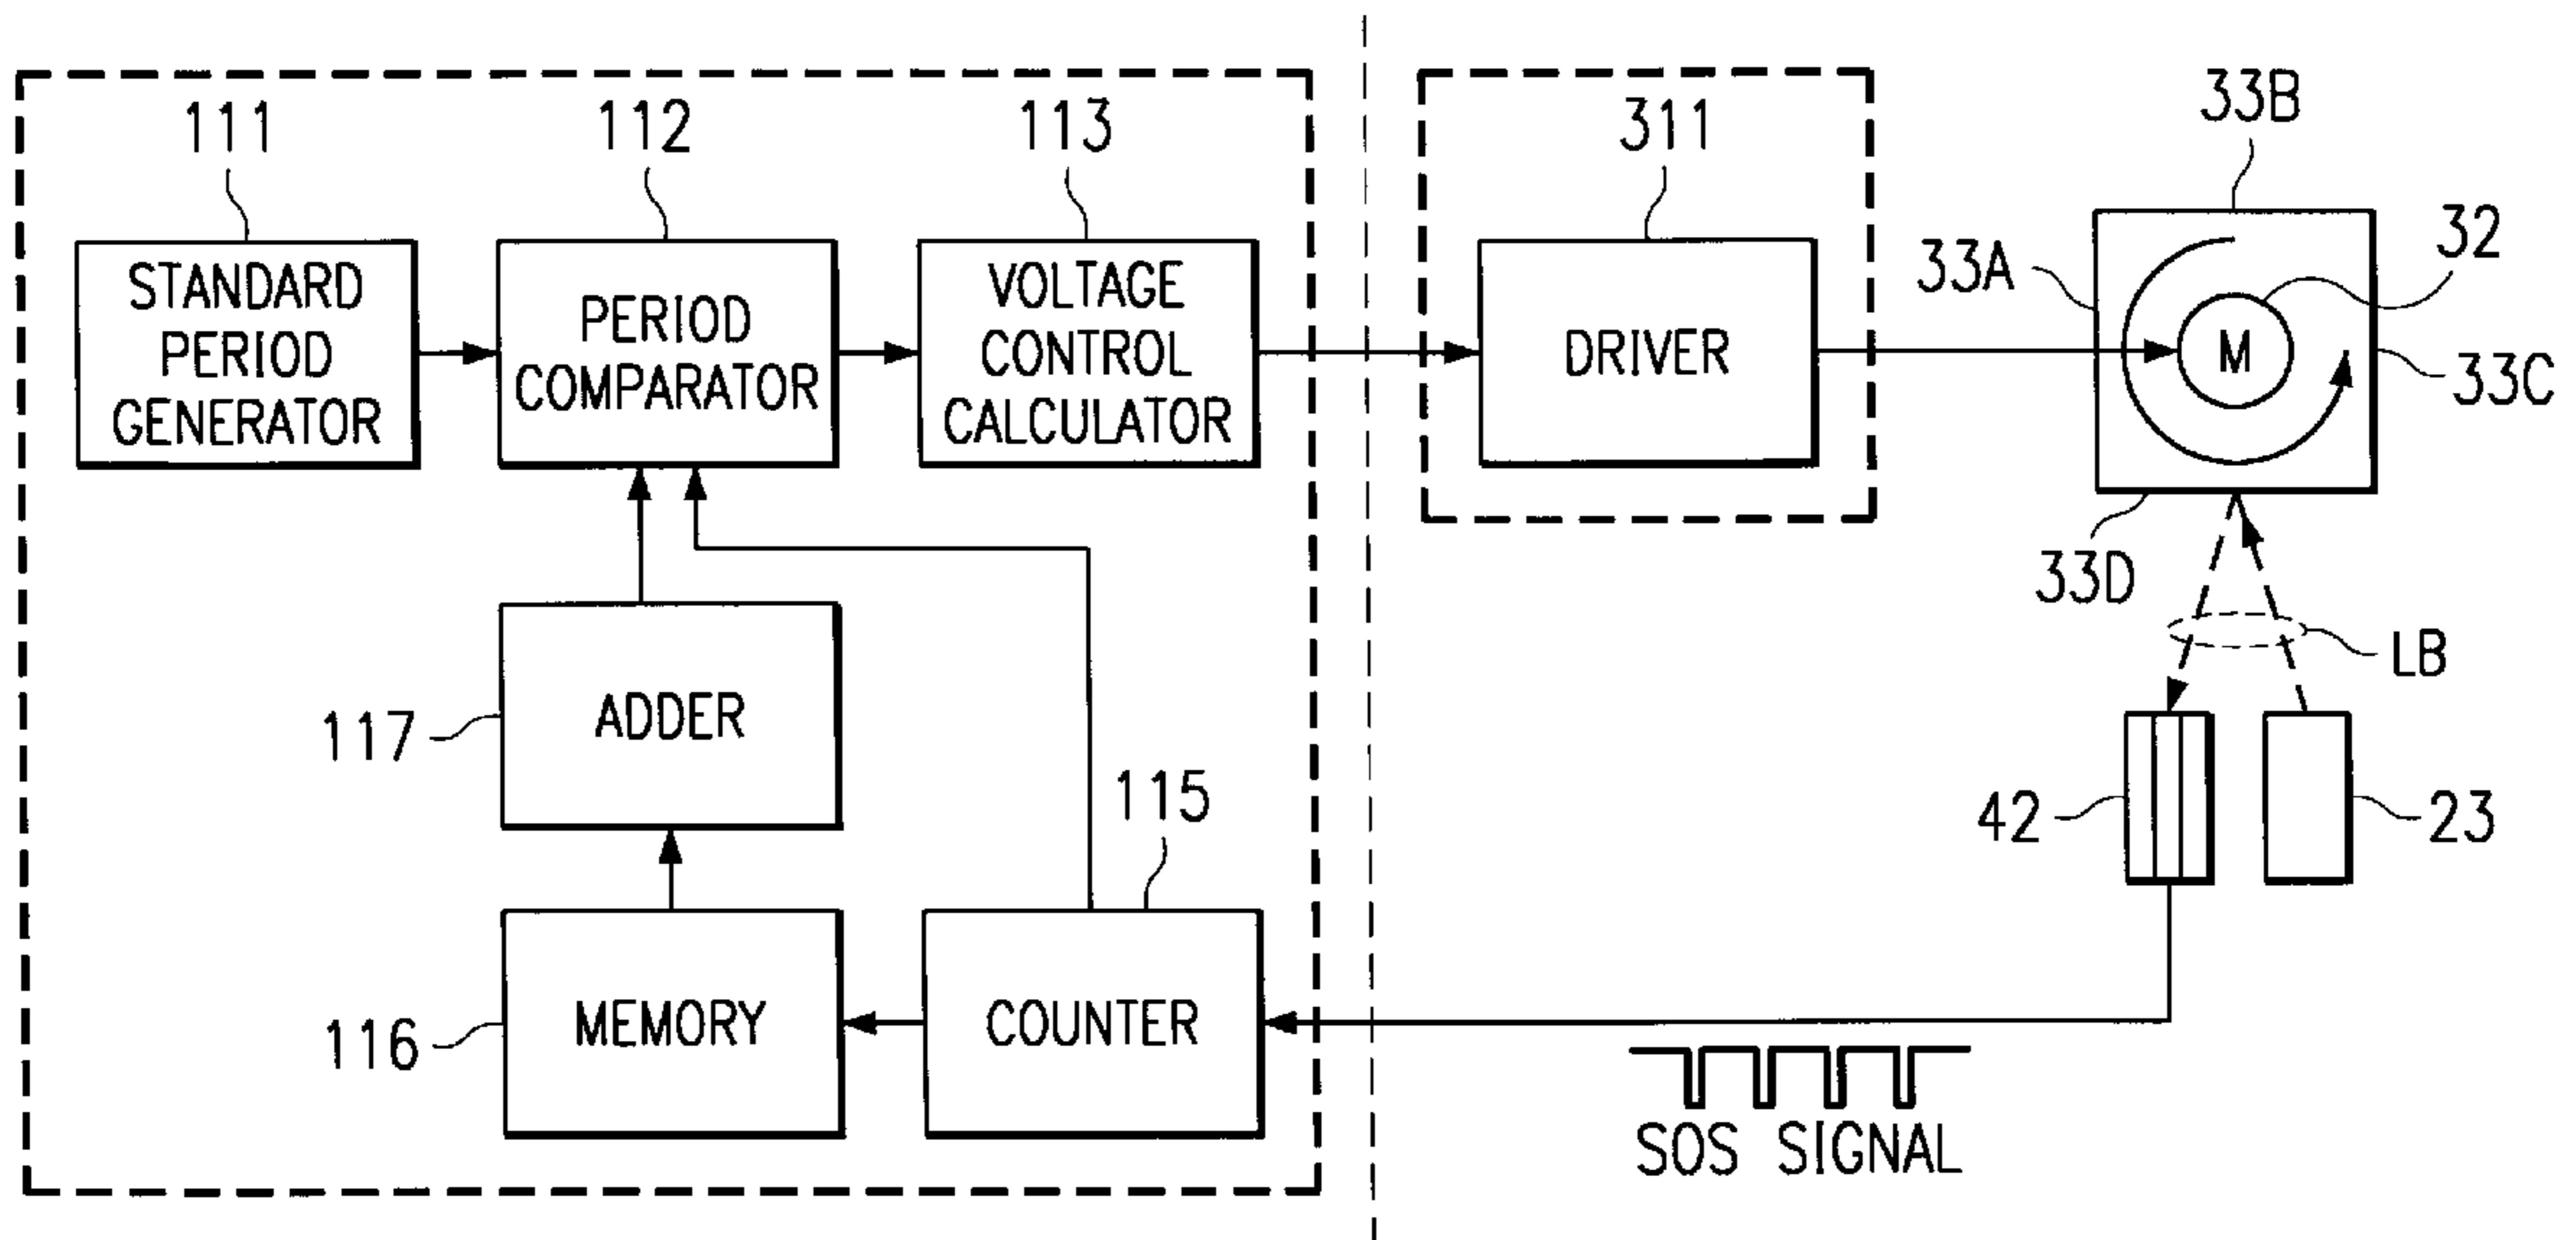 111
112
113
311
33B
32
33A
33C
STANDARD
PERIOD
GENERATOR
PERIOD
COMPARATOR
VOLTAGE
CONTROL
CALCULATOR
DRIVER
M
33D
LB
117
ADDER
115
42
23
116
MEMORY
COUNTER
SOS SIGNAL